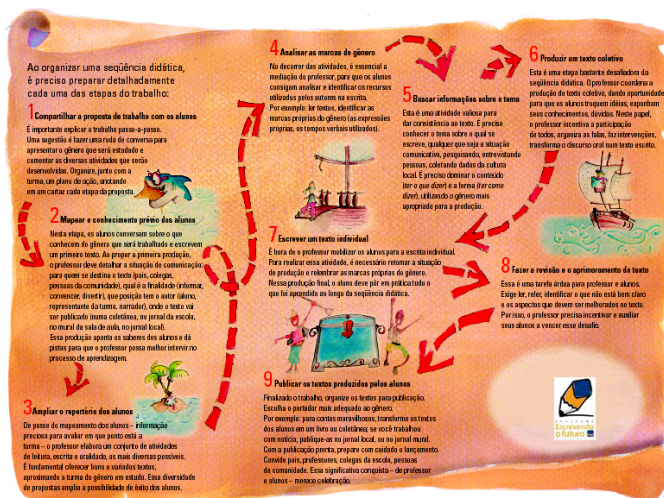 Ao organizar uma seqüência didática,
é preciso preparar detalhadamente
cada uma das etapas do trabalho:
1 Compartilhar a proposta de trabalho com os alunos
É importante explicar o trabalho passo-a-passo.
Uma sugestão é fazer uma roda de conversa para
apresentar o gênero que será estudado e
comentar as diversas atividades que serão
desenvolvidas. Organize, junto com a
turma, um plano de ação, anotando
em um cartaz cada etapa da proposta.
2 Mapear o conhecimento prévio dos alunos
Nesta etapa, os alunos conversam sobre o que
conhecem do gênero que será trabalhado e escrevem
um primeiro texto. Ao propor a primeira produção,
o professor deve detalhar a situação de comunicação:
para quem se destina o texto (pais, colegas,
pessoas da comunidade), qual é a finalidade (informar,
convencer, divertir), que posição tem o autor (aluno,
representante da turma, narrador), onde o texto vai
ser publicado (numa coletânea, no jornal da escola,
no mural da sala de aula, no jornal local).
Essa produção aponta os saberes dos alunos e dá
pistas para que o professor possa melhor intervir no
processo de aprendizagem.
3 Ampliar o repertório dos alunos
De posse do mapeamento dos alunos – informação
preciosa para avaliar em que ponto está a
turma – o professor elabora um conjunto de atividades
de leitura, escrita e oralidade, as mais diversas possíveis.
É fundamental oferecer bons e variados textos,
aproximando a turma do gênero em estudo. Essa diversidade
de propostas amplia a possibilidade de êxito dos alunos.
4 Analisar as marcas do gênero
No decorrer das atividades, é essencial a
mediação do professor, para que os alunos
consigam analisar e identificar os recursos
utilizados pelos autores na escrita.
Por exemplo: ler textos, identificar as
marcas próprias do gênero (as expressões
próprias, os tempos verbais utilizados).
5 Buscar informações sobre o tema
Esta é uma atividade valiosa para
dar consistência ao texto. É preciso
conhecer o tema sobre o qual se
escreve, qualquer que seja a situação
comunicativa, pesquisando, entrevistando
pessoas, coletando dados da cultura
local. É preciso dominar o conteúdo
(ter o que dizer) e a forma (ter como
dizer), utilizando o gênero mais
apropriado para a produção.
6 Produzir um texto coletivo
Esta é uma etapa bastante desafiadora da
seqüência didática. O professor coordena a
produção de texto coletivo, dando oportunidade
para que os alunos troquem idéias, exponham
seus conhecimentos, dúvidas. Neste papel,
o professor incentiva a participação
de todos, organiza as falas, faz intervenções,
transforma o discurso oral num texto escrito.
7 Escrever um texto individual
É hora de o professor mobilizar os alunos para a escrita individual.
Para realizar essa atividade, é necessário retomar a situação
de produção e relembrar as marcas próprias do gênero.
Nessa produção final, o aluno deve pôr em prática tudo o
que foi aprendido ao longo da seqüência didática.
8 Fazer a revisão e o aprimoramento do texto
Essa é uma tarefa árdua para professor e alunos.
Exige ler, reler, identificar o que não está bem claro
e os aspectos que devem ser melhorados no texto.
Por isso, o professor precisa incentivar e auxiliar
seus alunos a vencer esse desafio.
9 Publicar os textos produzidos pelos alunos
Finalizado o trabalho, organize os textos para publicação.
Escolha o portador mais adequado ao gênero.
Por exemplo: para contos maravilhosos, transforme os textos
dos alunos em um livro ou coletânea; se você trabalhou
com notícia, publique-as no jornal local, ou no jornal mural.
Com a publicação pronta, prepare com cuidado o lançamento.
Convide pais, professores, colegas da escola, pessoas
da comunidade. Essa significativa conquista – de professor
e alunos – merece celebração.
Escrevendo
o futuro